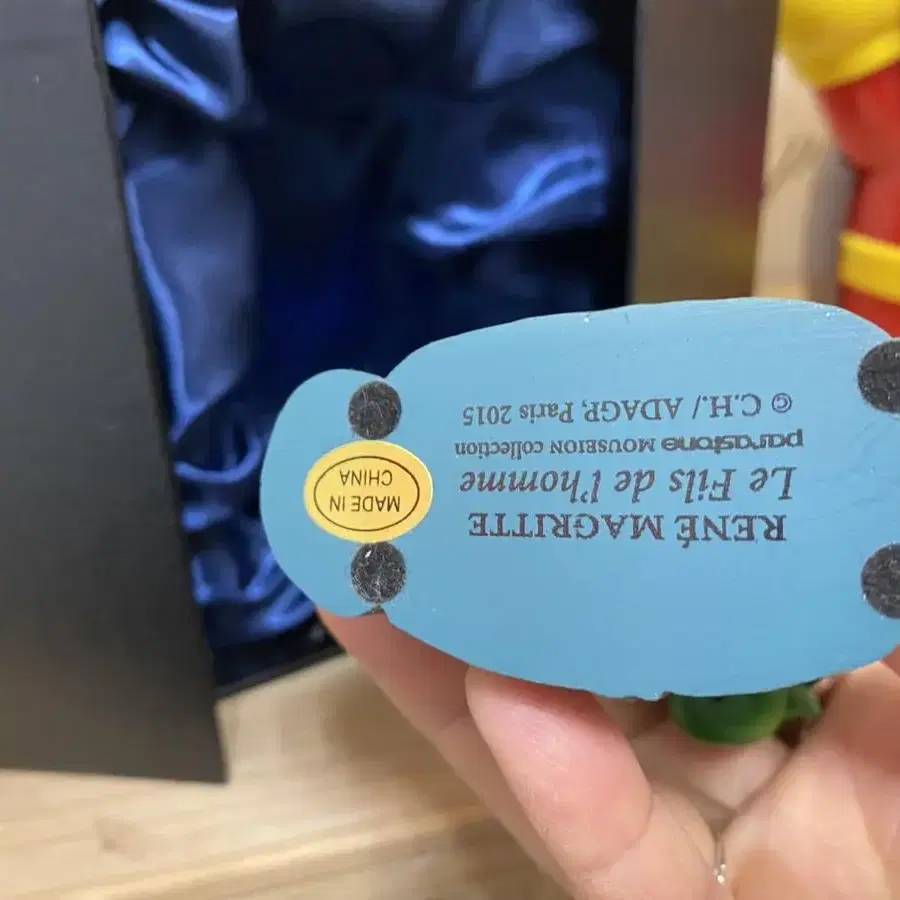 RENÉ MAGRITTE
Le Fils de l'homme
parastone MOUSEION collection
© C.H./ ADAGP, Paris 2015
MADE IN
CHINA